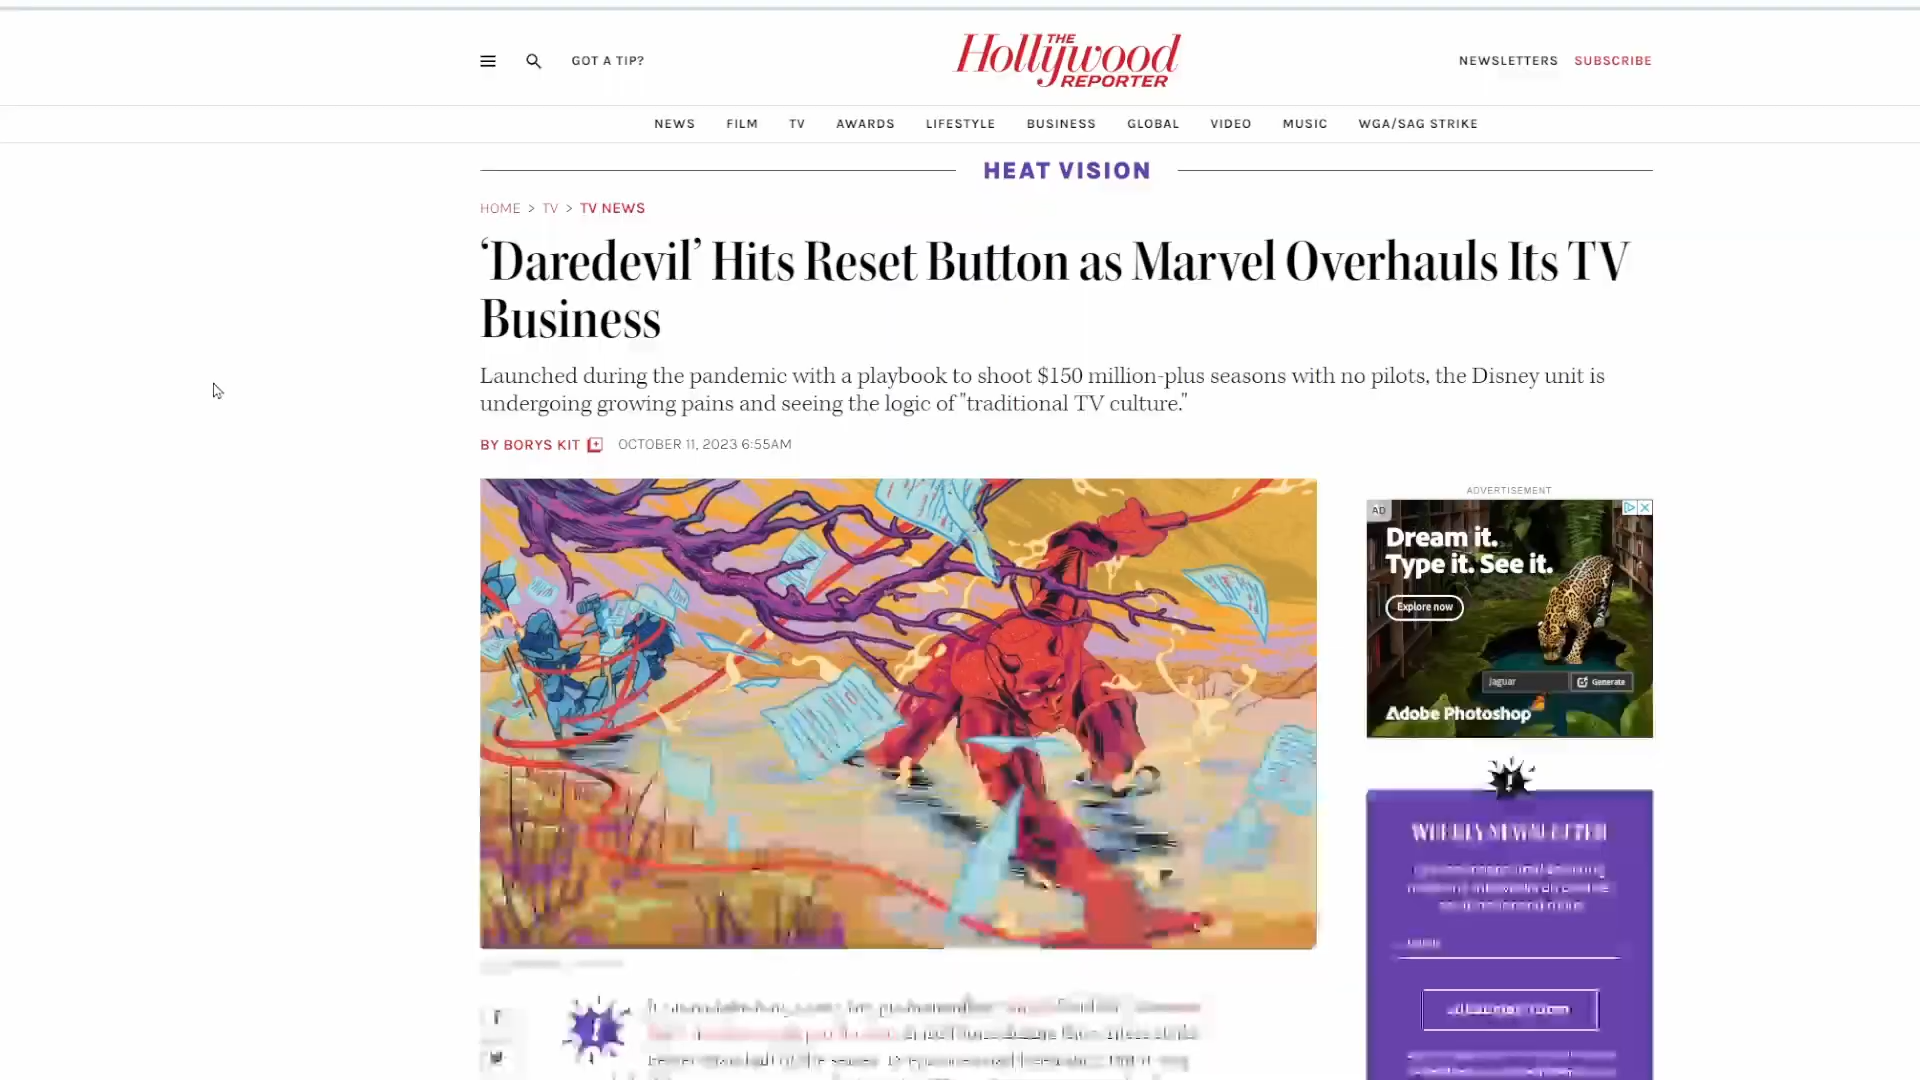 GOT A TIP?
THE
Hollywood
REPORTER
NEWSLETTERS SUBSCRIBE
NEWS FILM TV AWARDS LIFESTYLE BUSINESS GLOBAL VIDEO MUSIC WGA/SAG STRIKE
HEAT VISION
HOME > TV > TV NEWS
‘Daredevil’ Hits Reset Button as Marvel Overhauls Its TV
Business
Launched during the pandemic with a playbook to shoot $150 million-plus seasons with no pilots, the Disney unit is
undergoing growing pains and seeing the logic of "traditional TV culture."
BY BORYS KIT OCTOBER 11, 2023 6:55AM
ADVERTISEMENT
AD
Dream it.
Type it. See it.
Explore now
Jaguar Generate
Adobe Photoshop
WEEKLY NEWSLETTER